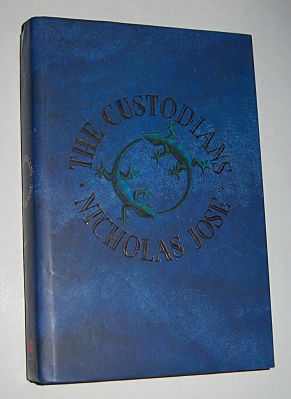 THE CUSTODIANS
NICHOLAS JOSE